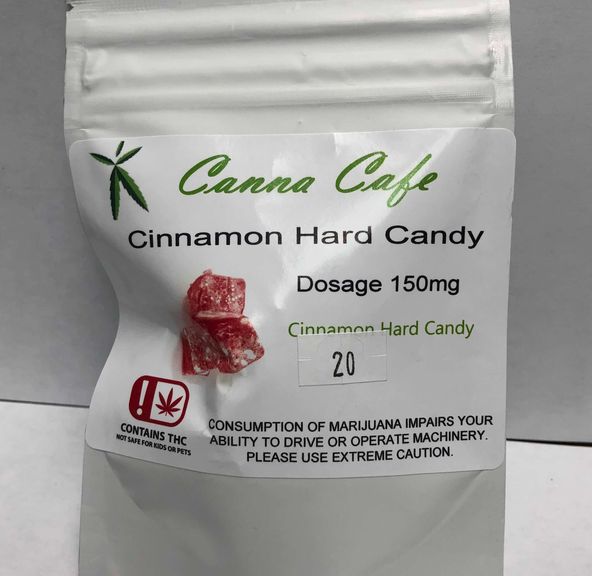 Canna Cafe
Cinnamon Hard Candy
Dosage 150mg
Cinnamon Hard Candy
20
!
CONTAINS THC
NOT SAFE FOR KIDS OR PETS
CONSUMPTION OF MARIJUANA IMPAIRS YOUR
ABILITY TO DRIVE OR OPERATE MACHINERY.
PLEASE USE EXTREME CAUTION.